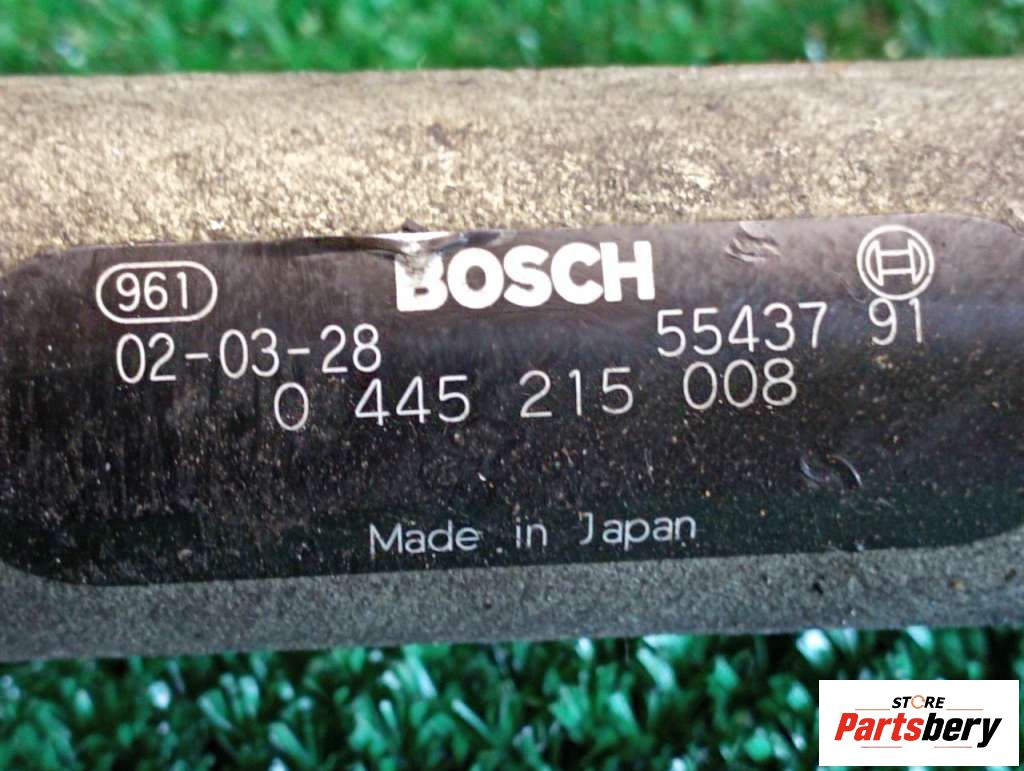 961 BOSCH
02-03-28 55437 91
0 445 215 008
Made in Japan
STORE
Partsbery